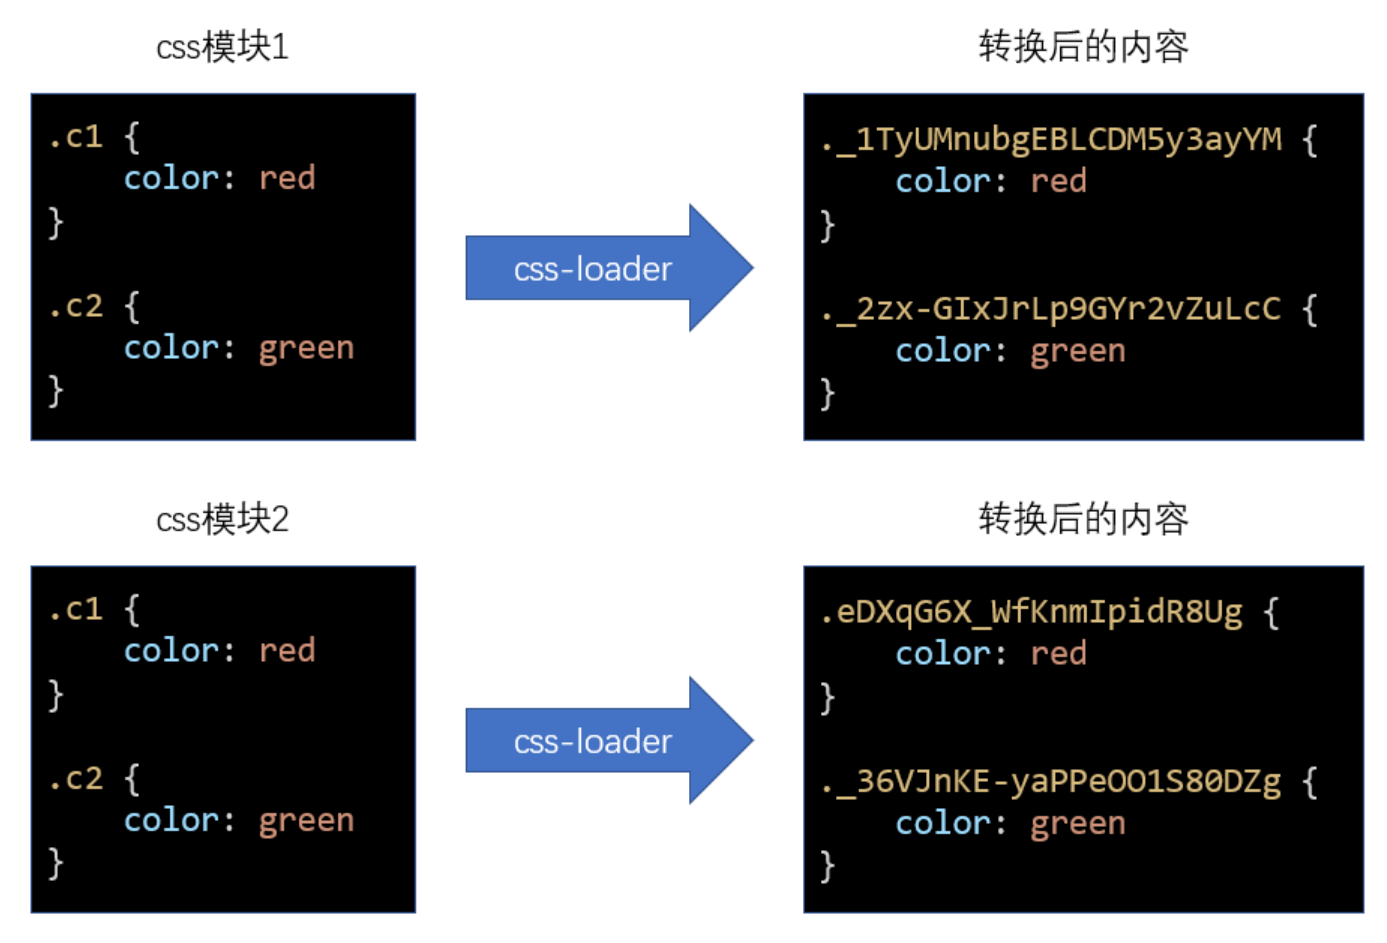 css模块1
转换后的内容
.c1 {
color: red
}
.c2 {
color: green
}
css-loader
._1TyUMnubgEBLCDM5y3ayYM {
color: red
}
._2zx-GIxJrLp9GYr2vZuLcC {
color: green
}
css模块2
转换后的内容
.c1 {
color: red
}
.c2 {
color: green
}
css-loader
.eDXqG6X_WfKnmIpidR8Ug {
color: red
}
._36VJnKE-yaPPeOO1S80DZg {
color: green
}